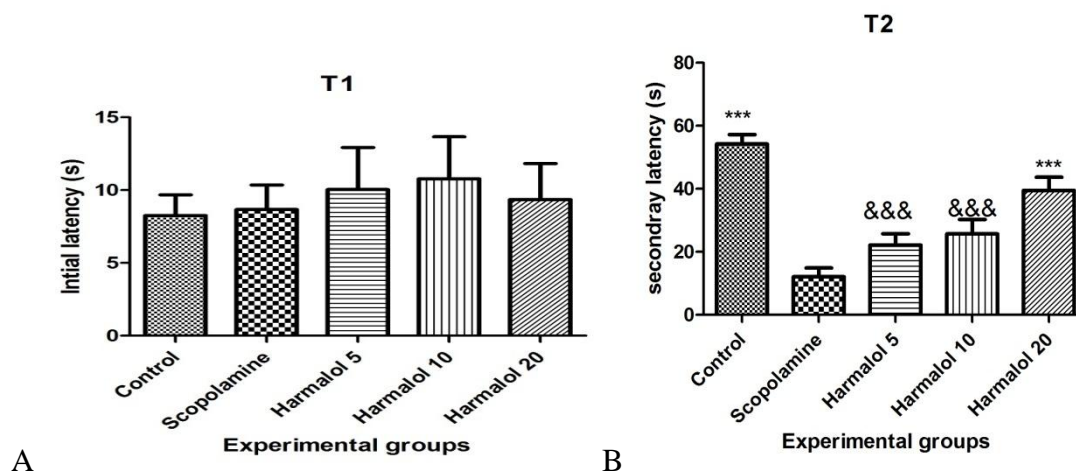 T1
Intial latency (s)
15
10
5
0
Control
Scopolamine
Harmalol 5
Harmalol 10
Harmalol 20
Experimental groups
A
T2
secondray latency (s)
80
60
40
20
0
***
&&&
&&&
***
Control
Scopolamine
Harmalol 5
Harmalol 10
Harmalol 20
Experimental groups
B